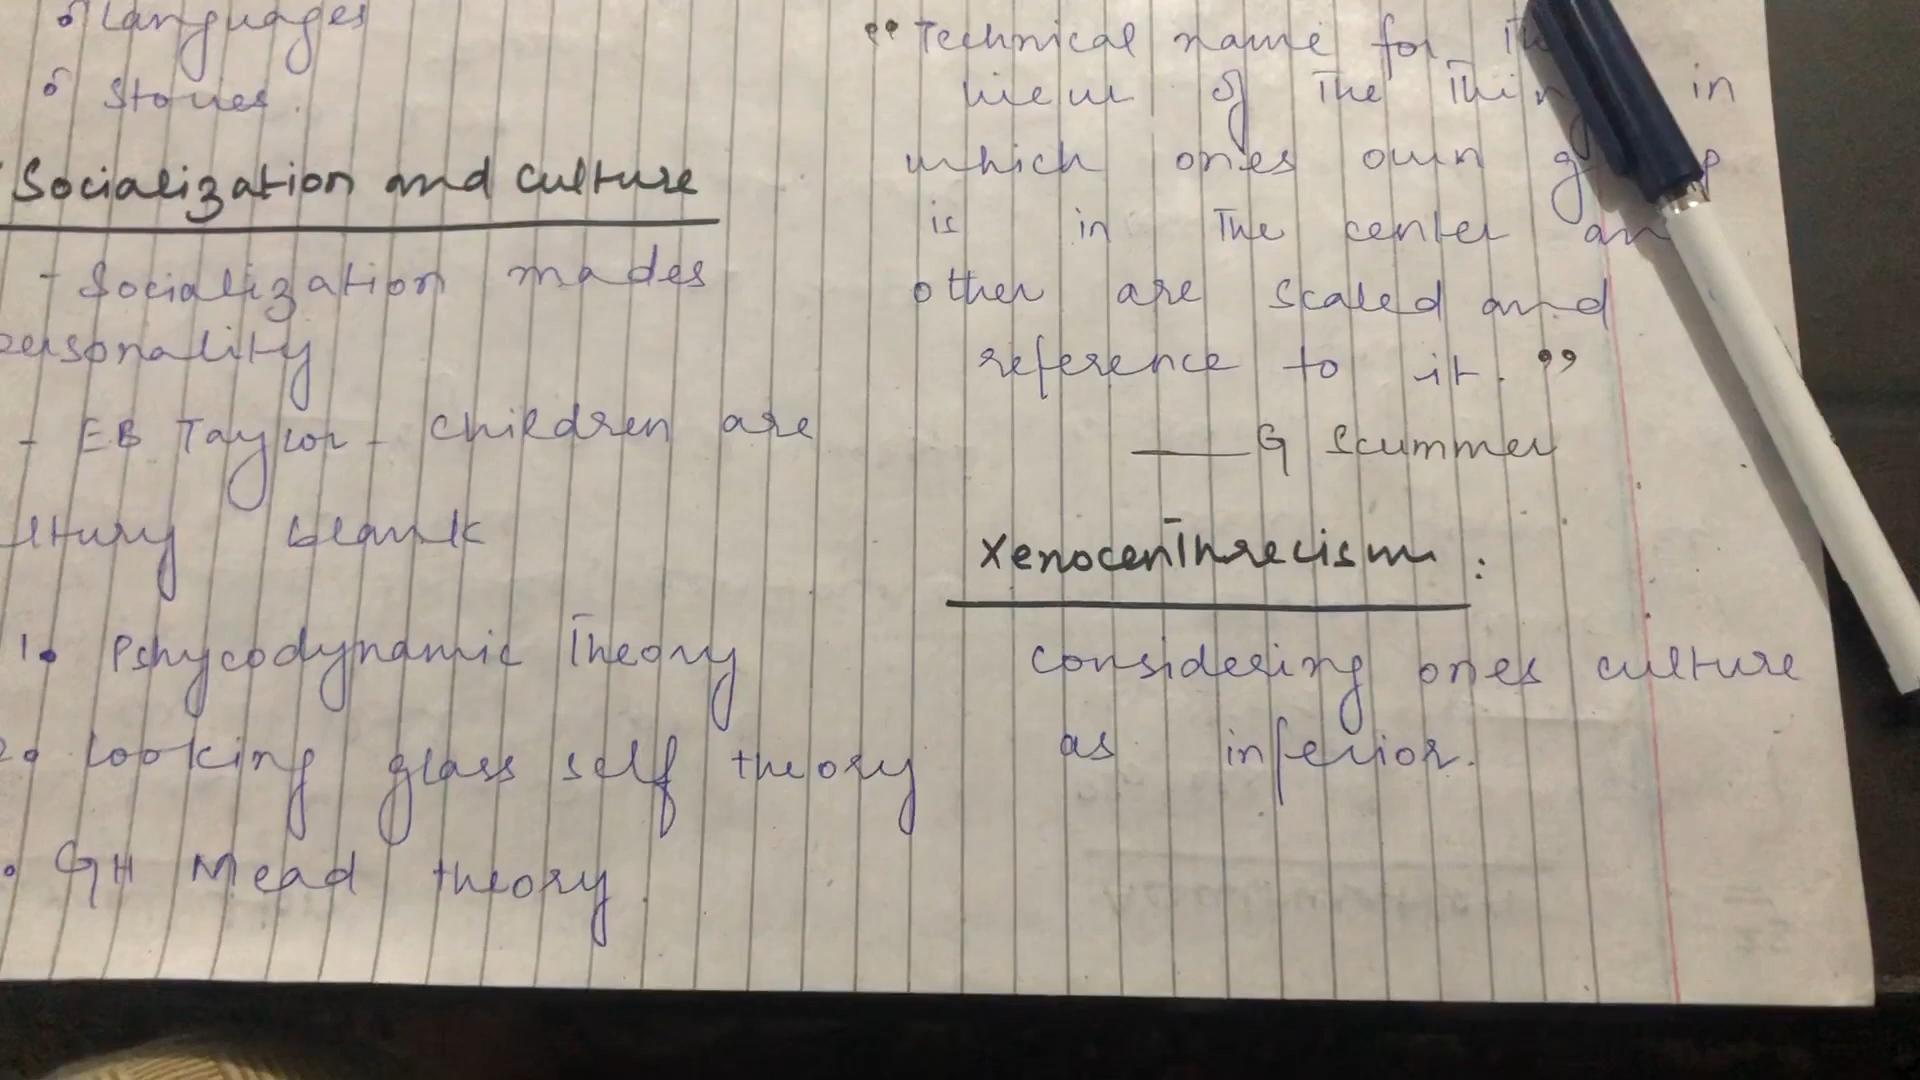 Languages
Stories.
Socialization and culture
- Socialization mades
personality
- EB Taylor - children are
blank
1. Pshycodynamic Theory
2. looking glass self theory
. GH Mead theory.
"Technical name for
view of The in
which ones own
is in The center
other are scaled and
reference to it."
— G Scummer
Xenocenthrecism :
considering ones culture
as inferior.